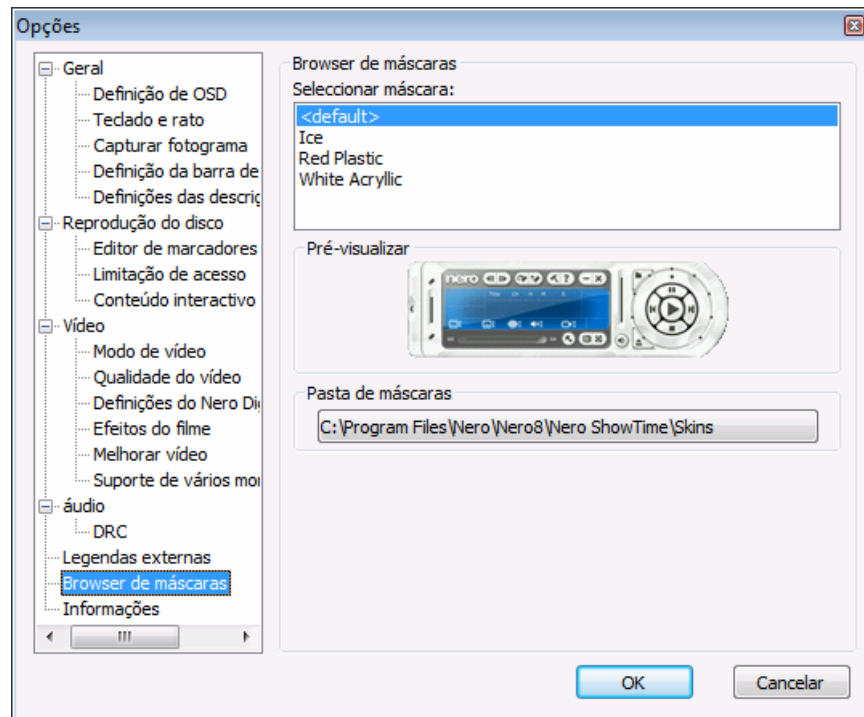 Opções
Geral
Definição de OSD
Teclado e rato
Capturar fotograma
Definição da barra de
Definições das descriç
Reprodução do disco
Editor de marcadores
Limitação de acesso
Conteúdo interactivo
Vídeo
Modo de vídeo
Qualidade do vídeo
Definições do Nero Di
Efeitos do filme
Melhorar vídeo
Suporte de vários mo
áudio
DRC
Legendas externas
Browser de máscaras
Informações
Browser de máscaras
Seleccionar máscara:
<default>
Ice
Red Plastic
White Acryllic
Pré-visualizar
nero
Pasta de máscaras
C:\Program Files\Nero\Nero8\Nero ShowTime\Skins
OK
Cancelar